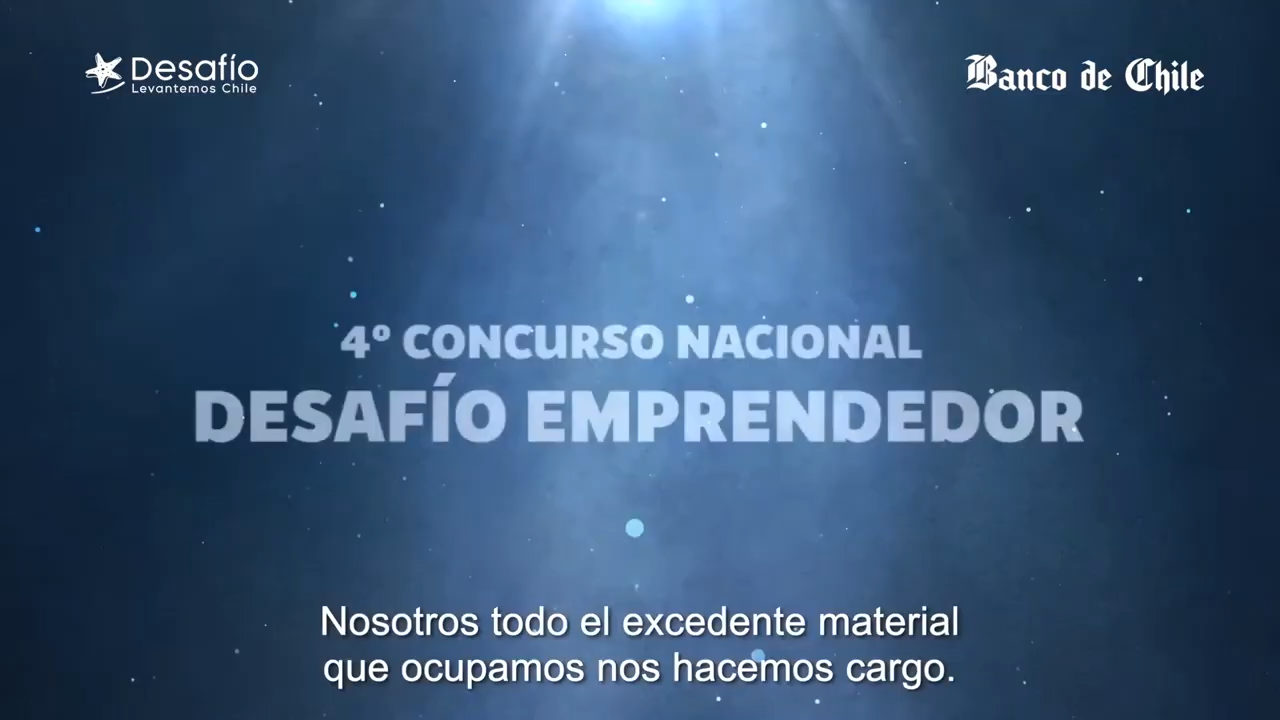 Desafío
Levantemos Chile
Banco de Chile
4º CONCURSO NACIONAL
DESAFÍO EMPRENDEDOR
Nosotros todo el excedente material
que ocupamos nos hacemos cargo.